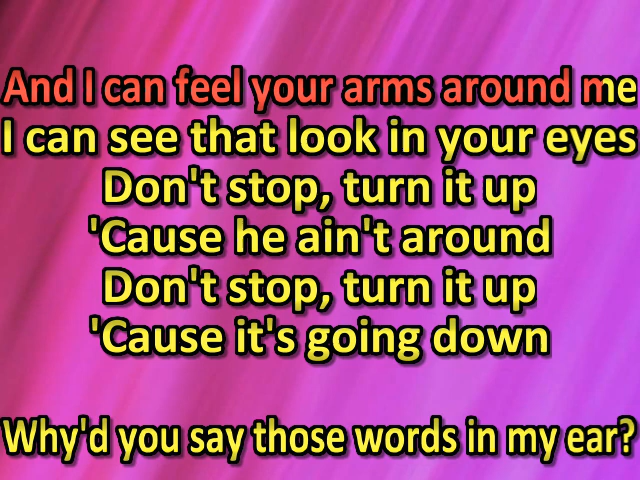 And I can feel your arms around me
I can see that look in your eyes
Don't stop, turn it up
'Cause he ain't around
Don't stop, turn it up
'Cause it's going down
Why'd you say those words in my ear?